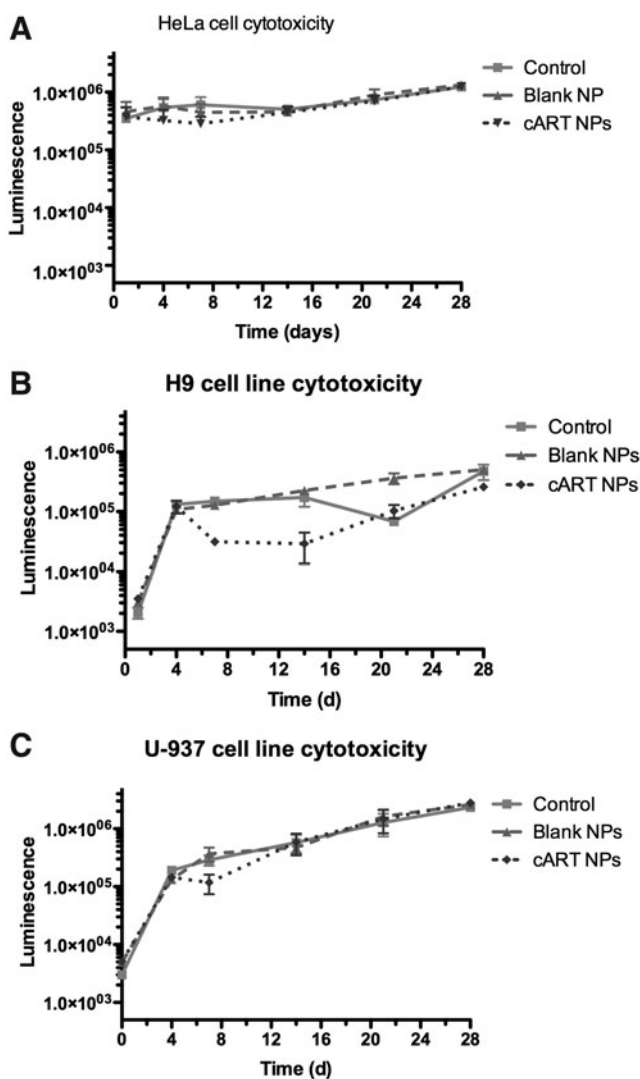 A
HeLa cell cytotoxicity
Control
Blank NP
cART NPs
Luminescence
1.0×10⁰⁶
1.0×10⁰⁵
1.0×10⁰⁴
1.0×10⁰³
0 4 8 12 16 20 24 28
Time (days)
B
H9 cell line cytotoxicity
Control
Blank NPs
cART NPs
Luminescence
1.0×10⁰⁶
1.0×10⁰⁵
1.0×10⁰⁴
1.0×10⁰³
0 4 8 12 16 20 24 28
Time (d)
C
U-937 cell line cytotoxicity
Control
Blank NPs
cART NPs
Luminescence
1.0×10⁰⁶
1.0×10⁰⁵
1.0×10⁰⁴
1.0×10⁰³
0 4 8 12 16 20 24 28
Time (d)